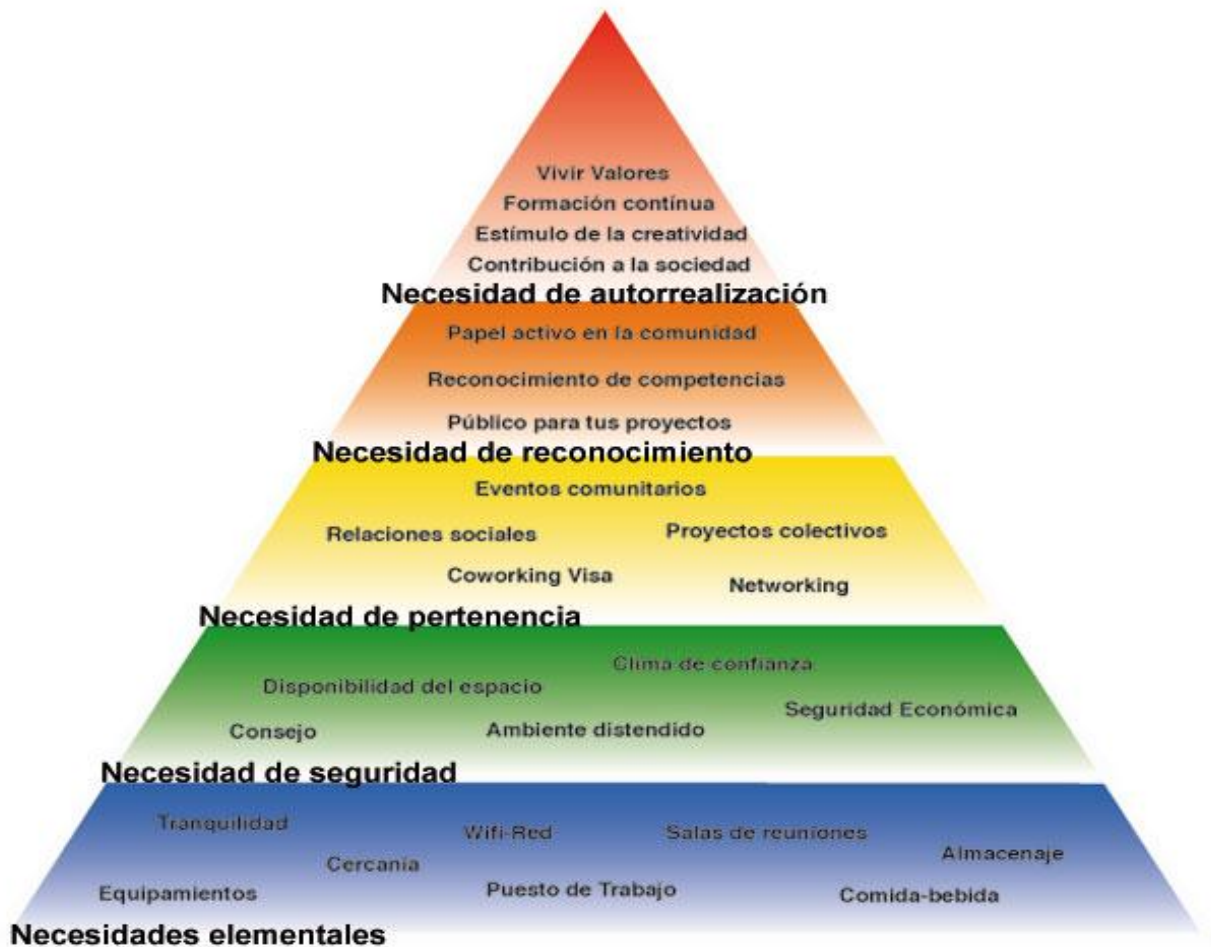 Vivir Valores
Formación contínua
Estímulo de la creatividad
Contribución a la sociedad
Necesidad de autorrealización
Papel activo en la comunidad
Reconocimiento de competencias
Público para tus proyectos
Necesidad de reconocimiento
Eventos comunitarios
Relaciones sociales
Proyectos colectivos
Coworking Visa
Networking
Necesidad de pertenencia
Clima de confianza
Disponibilidad del espacio
Seguridad Económica
Consejo
Ambiente distendido
Necesidad de seguridad
Tranquilidad
Wifi-Red
Salas de reuniones
Almacenaje
Cercanía
Equipamientos
Puesto de Trabajo
Comida-bebida
Necesidades elementales